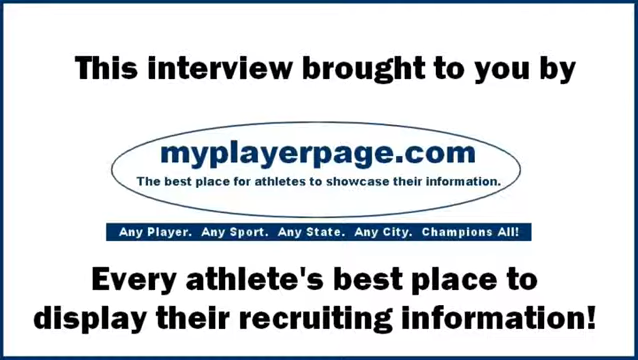 This interview brought to you by
myplayerpage.com
The best place for athletes to showcase their information.
Any Player. Any Sport. Any State. Any City. Champions All!
Every athlete's best place to
display their recruiting information!